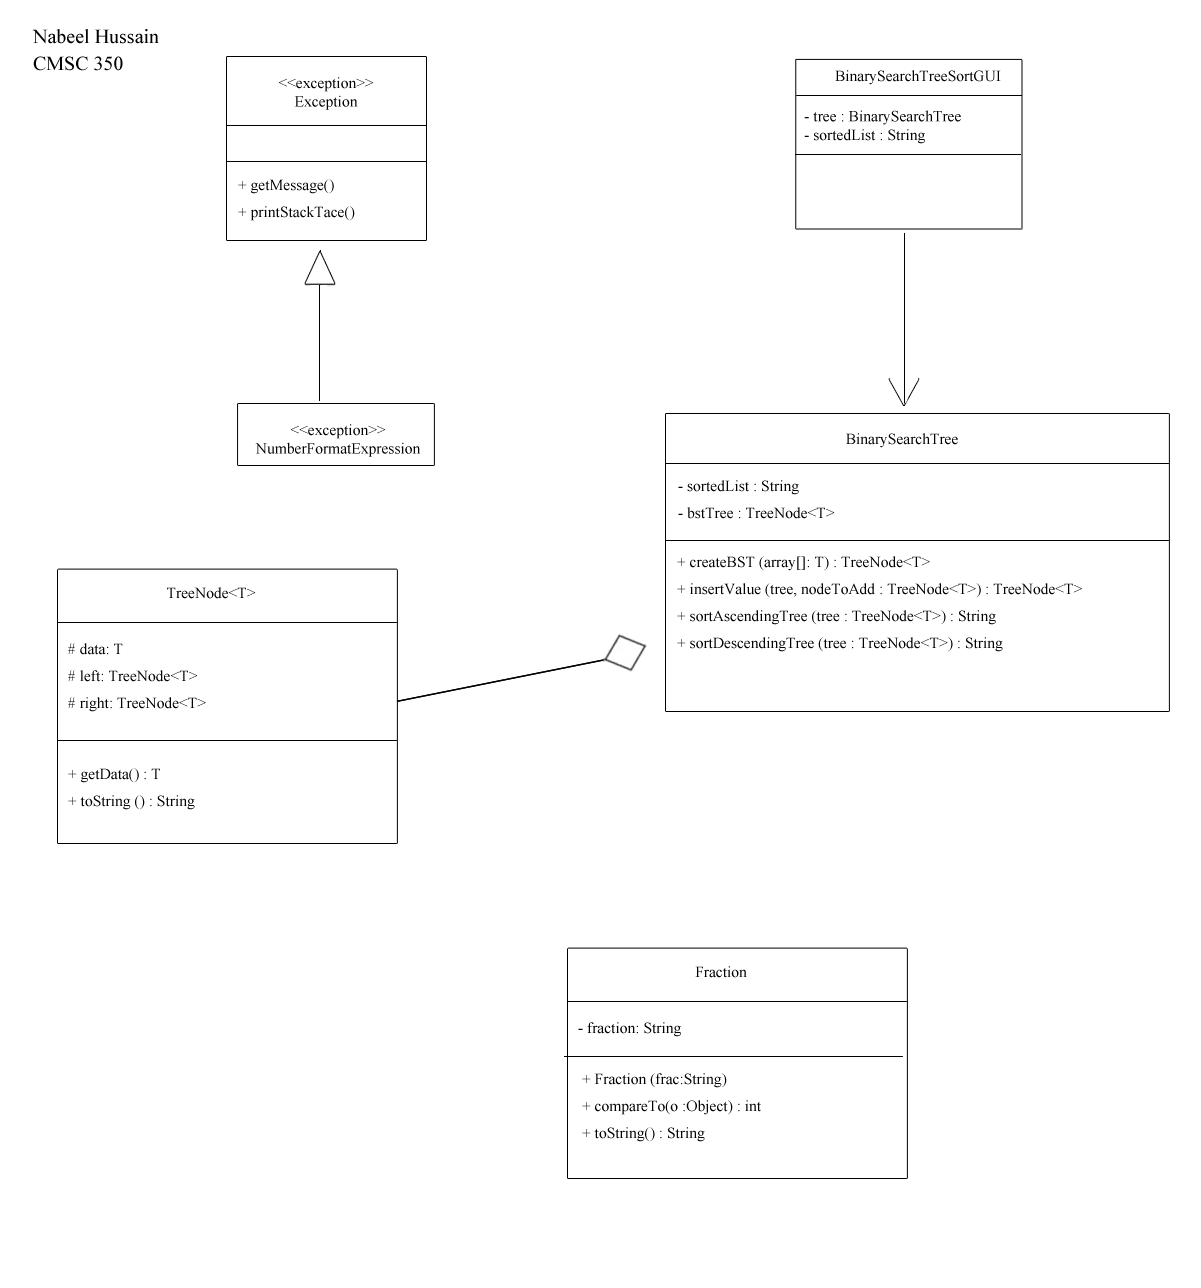 Nabeel Hussain
CMSC 350
<<exception>>
Exception
+ getMessage()
+ printStackTace()
<<exception>>
NumberFormatExpression
BinarySearchTreeSortGUI
- tree : BinarySearchTree
- sortedList : String
BinarySearchTree
- sortedList : String
- bstTree : TreeNode<T>
+ createBST (array[]: T) : TreeNode<T>
+ insertValue (tree, nodeToAdd : TreeNode<T>) : TreeNode<T>
+ sortAscendingTree (tree : TreeNode<T>) : String
+ sortDescendingTree (tree : TreeNode<T>) : String
TreeNode<T>
# data: T
# left: TreeNode<T>
# right: TreeNode<T>
+ getData() : T
+ toString () : String
Fraction
- fraction: String
+ Fraction (frac:String)
+ compareTo(o :Object) : int
+ toString() : String